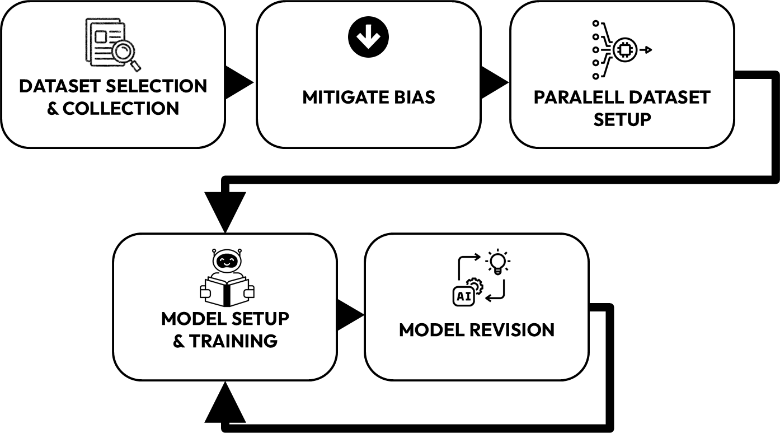 DATASET SELECTION
& COLLECTION
MITIGATE BIAS
PARALELL DATASET
SETUP
MODEL SETUP
& TRAINING
AI
MODEL REVISION